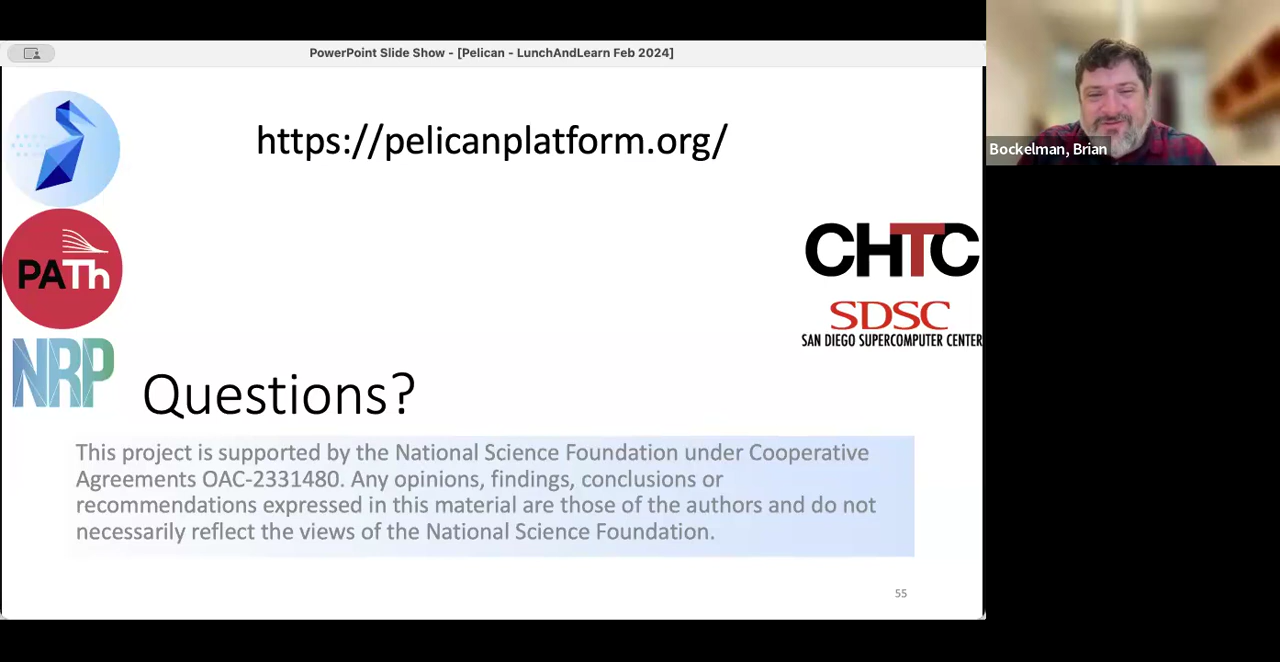 PowerPoint Slide Show - [Pelican - LunchAndLearn Feb 2024]
https://pelicanplatform.org/
Bockelman, Brian
PATh
CHTC
SDSC
SAN DIEGO SUPERCOMPUTER CENTER
NRP
Questions?
This project is supported by the National Science Foundation under Cooperative
Agreements OAC-2331480. Any opinions, findings, conclusions or
recommendations expressed in this material are those of the authors and do not
necessarily reflect the views of the National Science Foundation.
55